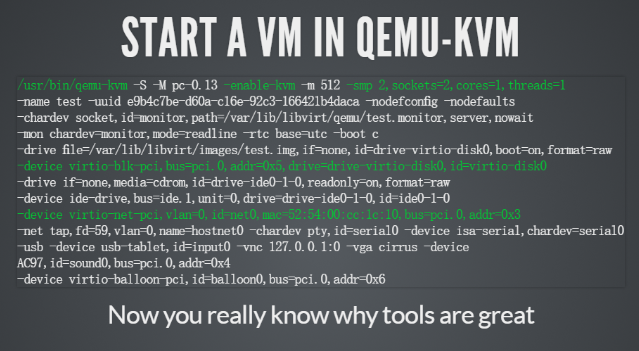 START A VM IN QEMU-KVM
/usr/bin/qemu-kvm -S -M pc-0.13 -enable-kvm -m 512 -smp 2,sockets=2,cores=1,threads=1
-name test -uuid e9b4c7be-d60a-c16e-92c3-166421b4daca -nodefconfig -nodefaults
-chardev socket,id=monitor,path=/var/lib/libvirt/qemu/test.monitor,server,nowait
-mon chardev=monitor,mode=readline -rtc base=utc -boot c
-drive file=/var/lib/libvirt/images/test.img,if=none,id=drive-virtio-disk0,boot=on,format=raw
-device virtio-blk-pci,bus=pci.0,addr=0x5,drive=drive-virtio-disk0,id=virtio-disk0
-drive if=none,media=cdrom,id=drive-ide0-1-0,readonly=on,format=raw
-device ide-drive,bus=ide.1,unit=0,drive=drive-ide0-1-0,id=ide0-1-0
-device virtio-net-pci,vlan=0,id=net0,mac=52:54:00:cc:1c:10,bus=pci.0,addr=0x3
-net tap,fd=59,vlan=0,name=hostnet0 -chardev pty,id=serial0 -device isa-serial,chardev=serial0
-usb -device usb-tablet,id=input0 -vnc 127.0.0.1:0 -vga cirrus -device
AC97,id=sound0,bus=pci.0,addr=0x4
-device virtio-balloon-pci,id=balloon0,bus=pci.0,addr=0x6
Now you really know why tools are great